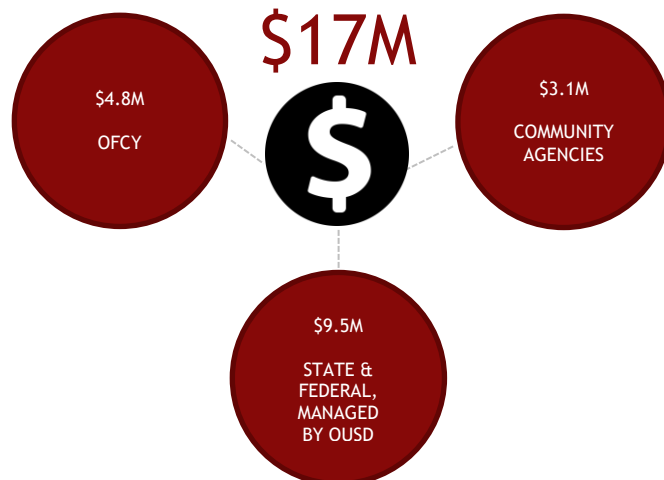 $17M
$4.8M
OFCY
$
$3.1M
COMMUNITY
AGENCIES
$9.5M
STATE &
FEDERAL,
MANAGED
BY OUSD